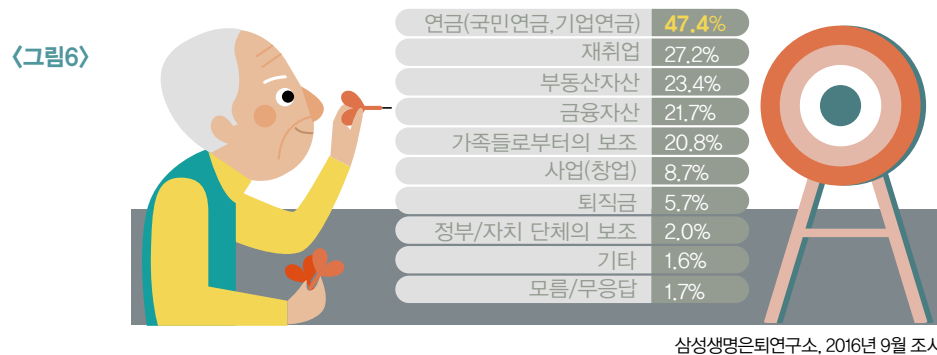 〈그림6〉
연금(국민연금,기업연금) 47.4%
재취업 27.2%
부동산자산 23.4%
금융자산 21.7%
가족들로부터의 보조 20.8%
사업(창업) 8.7%
퇴직금 5.7%
정부/자치 단체의 보조 2.0%
기타 1.6%
모름/무응답 1.7%
삼성생명은퇴연구소, 2016년 9월 조사